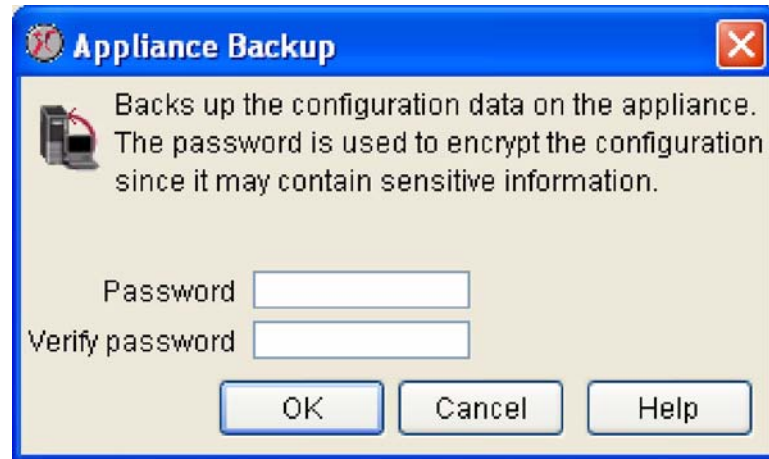 Appliance Backup
Backs up the configuration data on the appliance.
The password is used to encrypt the configuration
since it may contain sensitive information.
Password
Verify password
OK
Cancel
Help